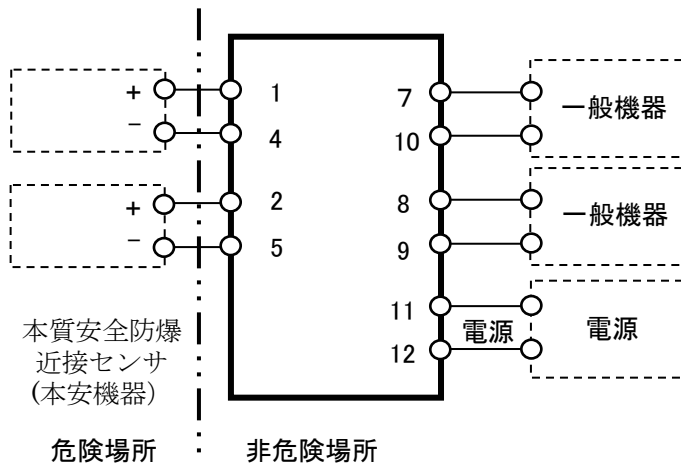 + 1 7 一般機器
− 4 10
+ 2 8 一般機器
− 5 9
11 電源 電源
12
本質安全防爆
近接センサ
(本安機器)
危険場所 非危険場所